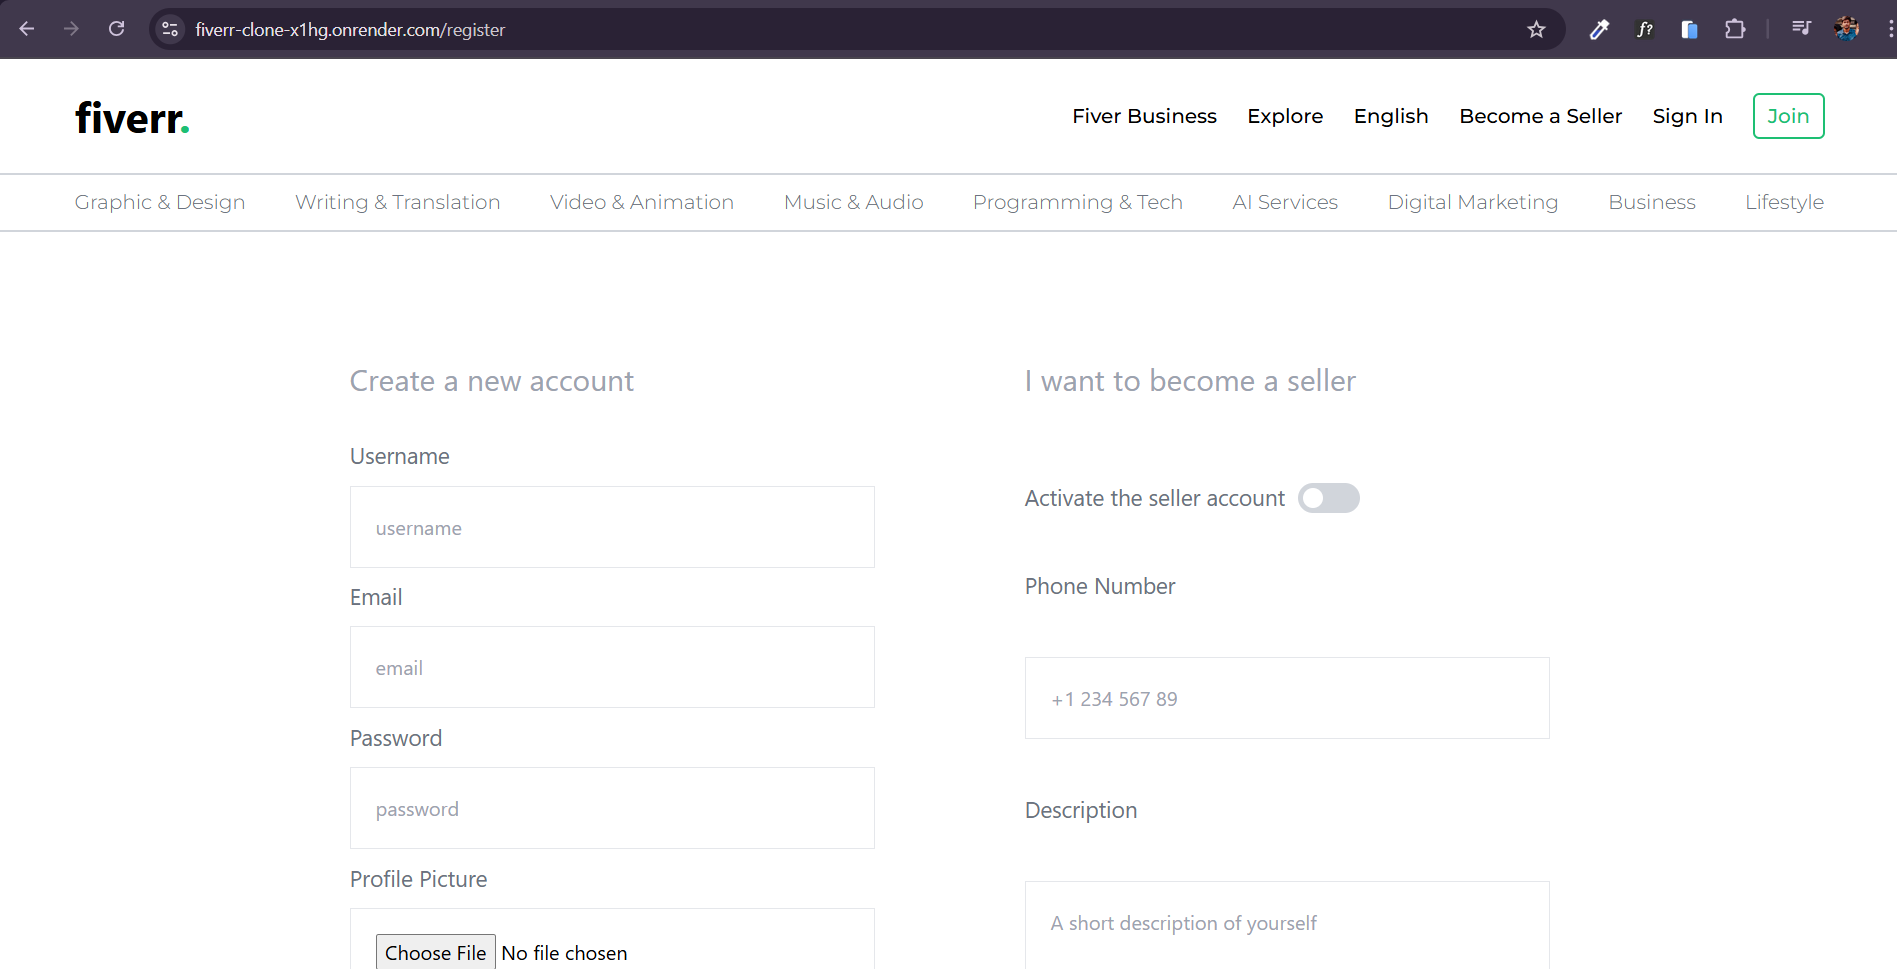 fiverr-clone-x1hg.onrender.com/register
f?
fiverr.
Fiver Business Explore English Become a Seller Sign In Join
Graphic & Design Writing & Translation Video & Animation Music & Audio Programming & Tech AI Services Digital Marketing Business Lifestyle
Create a new account
Username
username
Email
email
Password
password
Profile Picture
Choose File No file chosen
I want to become a seller
Activate the seller account
Phone Number
+1 234 567 89
Description
A short description of yourself